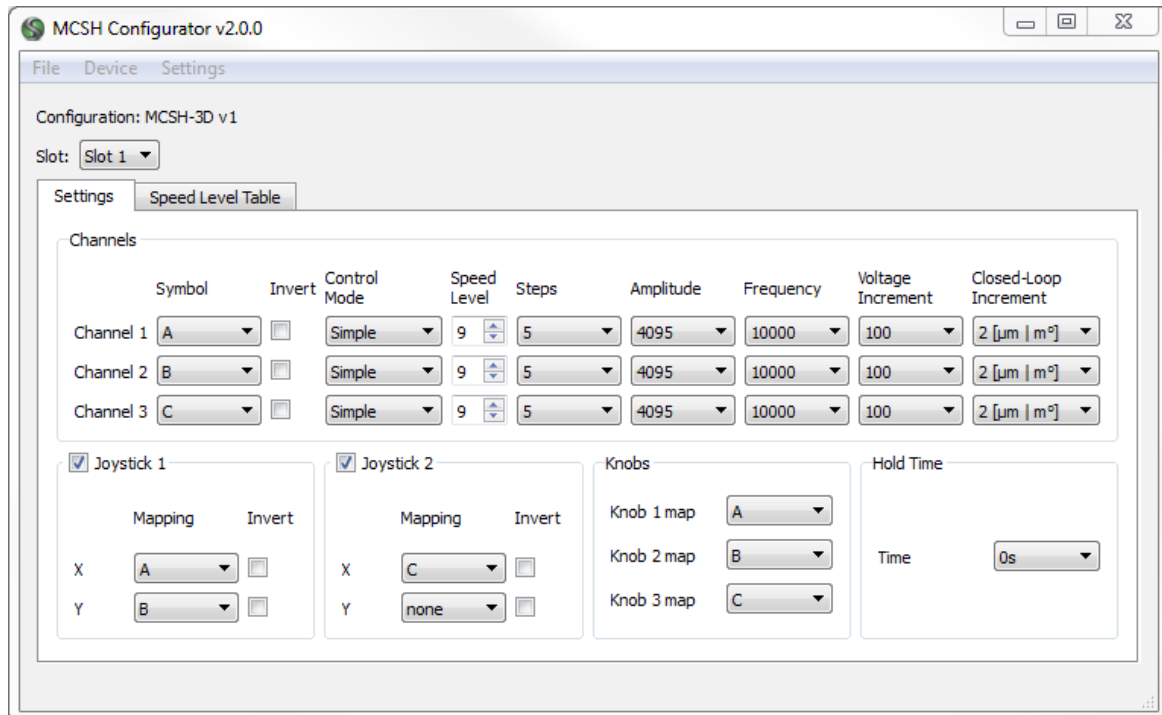 MCSH Configurator v2.0.0
File Device Settings
Configuration: MCSH-3D v1
Slot: Slot 1
Settings Speed Level Table
Channels
Symbol Invert Control Mode Speed Level Steps Amplitude Frequency Voltage Increment Closed-Loop Increment
Channel 1 A Simple 9 5 4095 10000 100 2 [µm | m°]
Channel 2 B Simple 9 5 4095 10000 100 2 [µm | m°]
Channel 3 C Simple 9 5 4095 10000 100 2 [µm | m°]
Joystick 1 Joystick 2 Knobs Hold Time
Mapping Invert Mapping Invert Knob 1 map A
X A X C Knob 2 map B Time 0s
Y B Y none Knob 3 map C